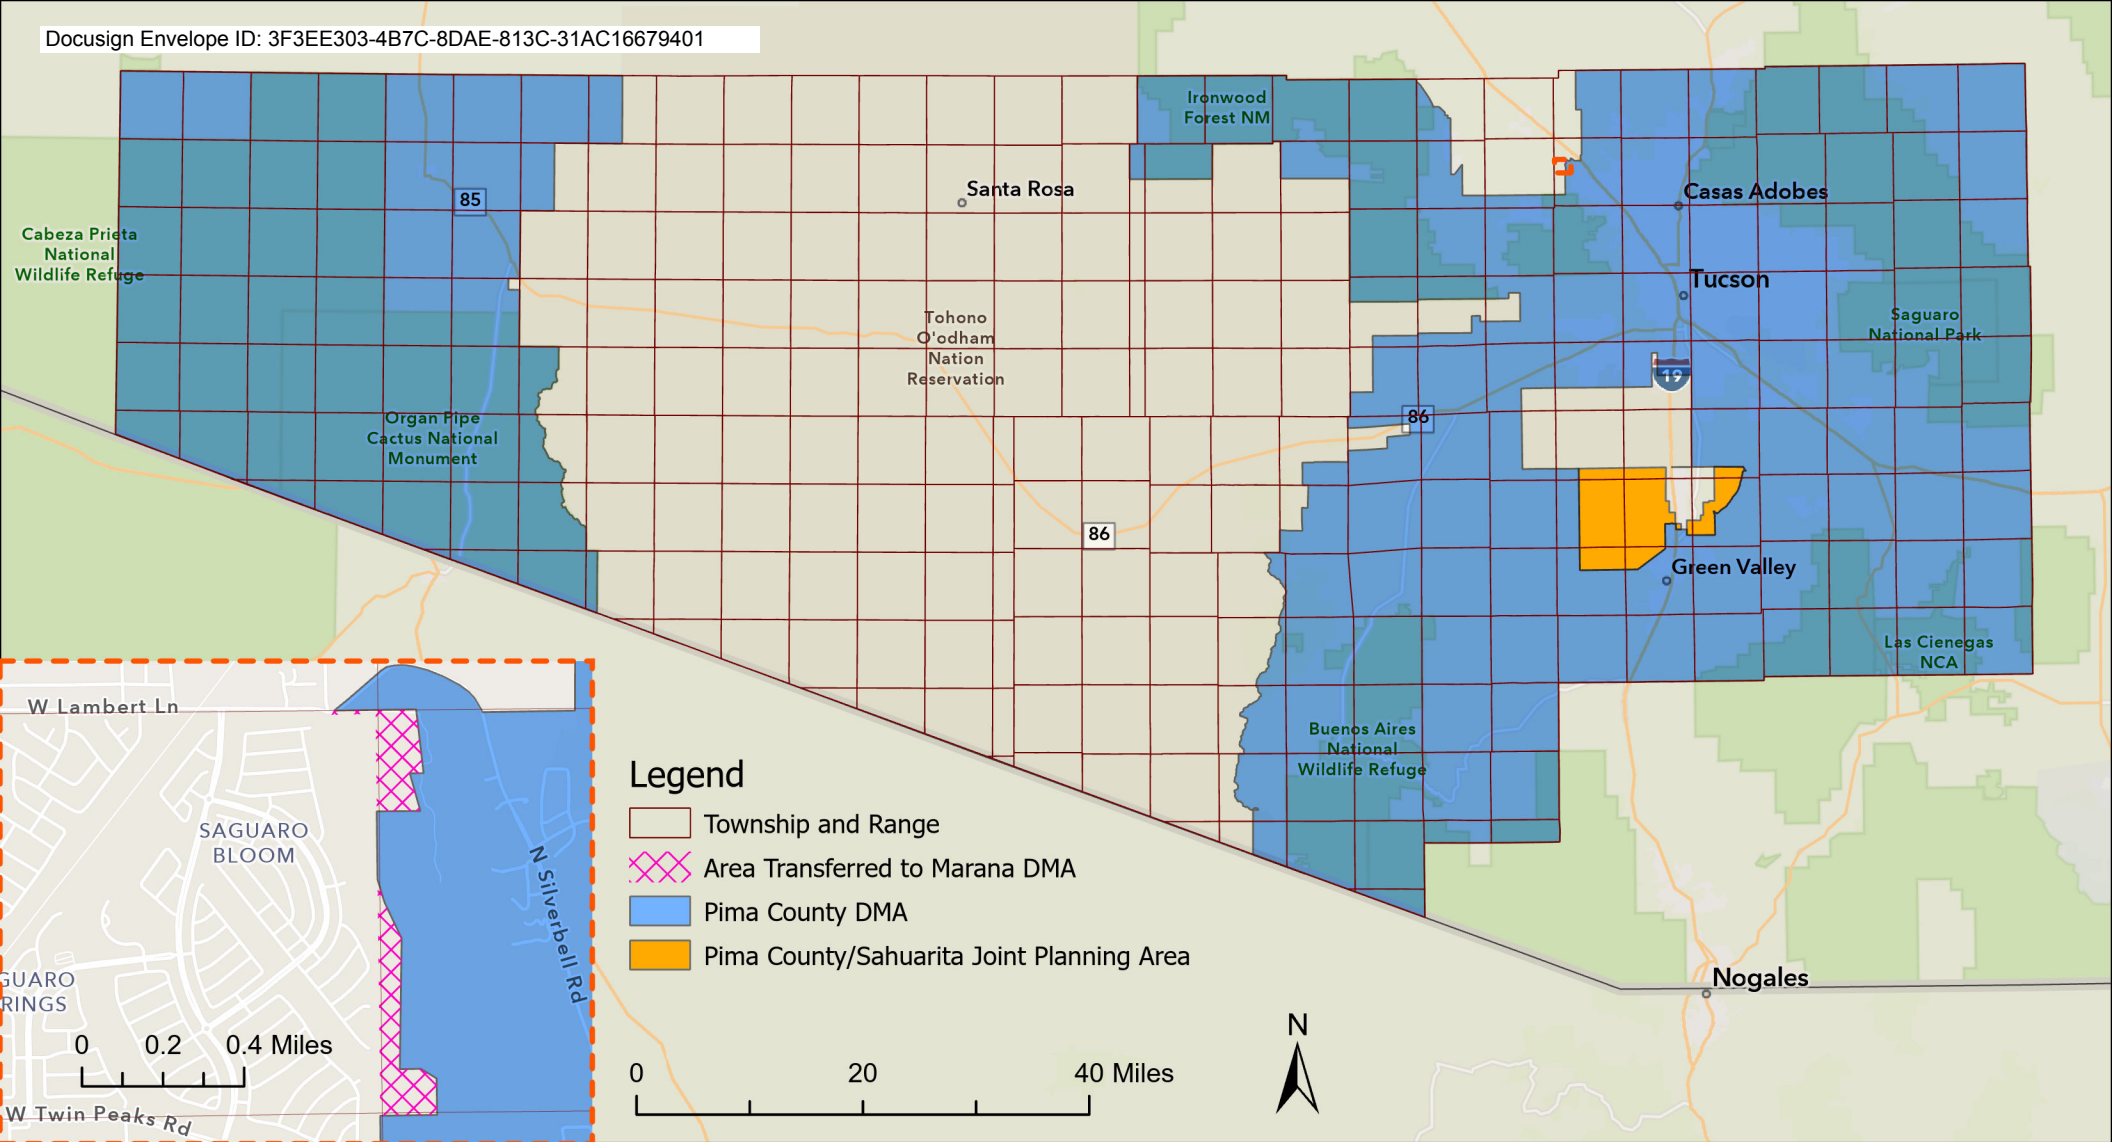 Docusign Envelope ID: 3F3EE303-4B7C-8DAE-813C-31AC16679401
Ironwood
Forest NM
Santa Rosa
85
Casas Adobes
Cabeza Prieta
National
Wildlife Refuge
Tucson
Tohono
O'odham
Nation
Reservation
Saguaro
National Park
19
Organ Pipe
Cactus National
Monument
86
86
Green Valley
Las Cienegas
NCA
Buenos Aires
National
Wildlife Refuge
Nogales
W Lambert Ln
SAGUARO
BLOOM
N Silverbell Rd
GUARO
RINGS
0 0.2 0.4 Miles
W Twin Peaks Rd
Legend
Township and Range
Area Transferred to Marana DMA
Pima County DMA
Pima County/Sahuarita Joint Planning Area
0 20 40 Miles
N